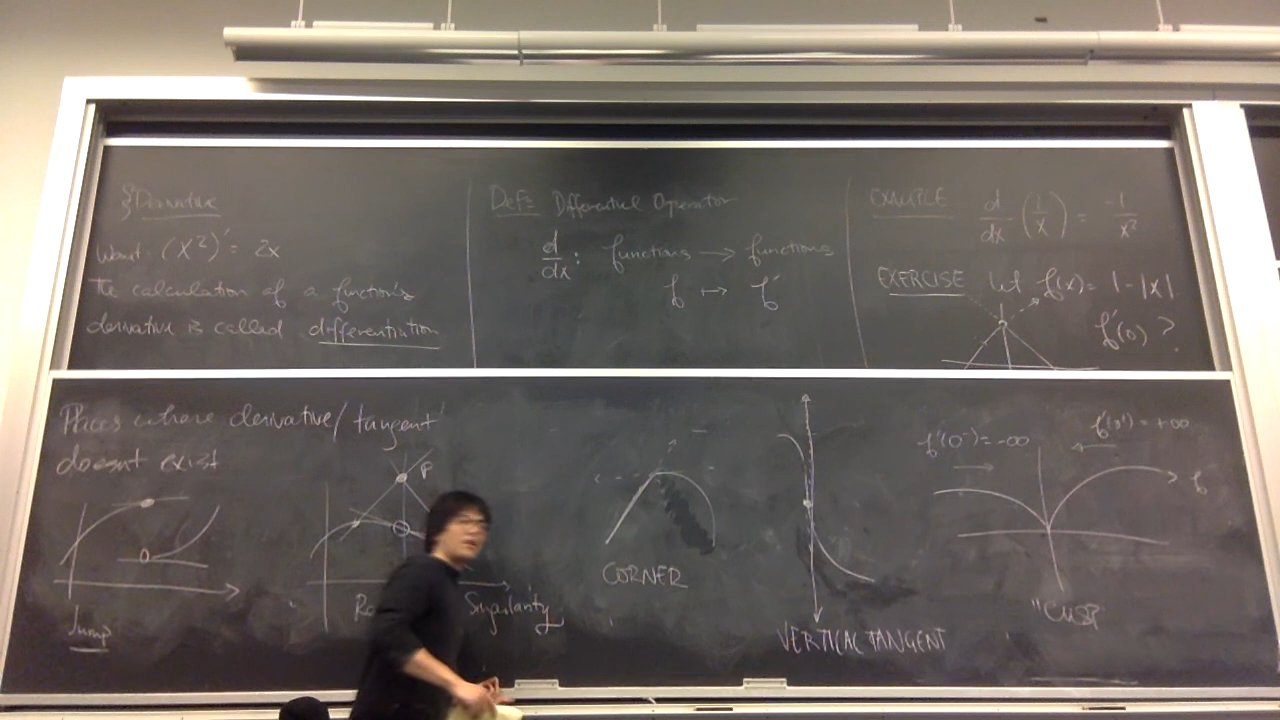 § Derivative
Want: (x²)' = 2x
The calculation of a function's
derivative is called differentiation
Def: Differential Operator
d/dx : functions → functions
f ↦ f'
EXAMPLE d/dx (1/x) = -1/x²
EXERCISE Let f(x) = 1 - |x|
f'(0) ?
Places where derivative/tangent
doesnt exist
P
Jump
Singularity
CORNER
VERTICAL TANGENT
f'(0⁻) = -∞
f'(0⁺) = +∞
f
"CUSP